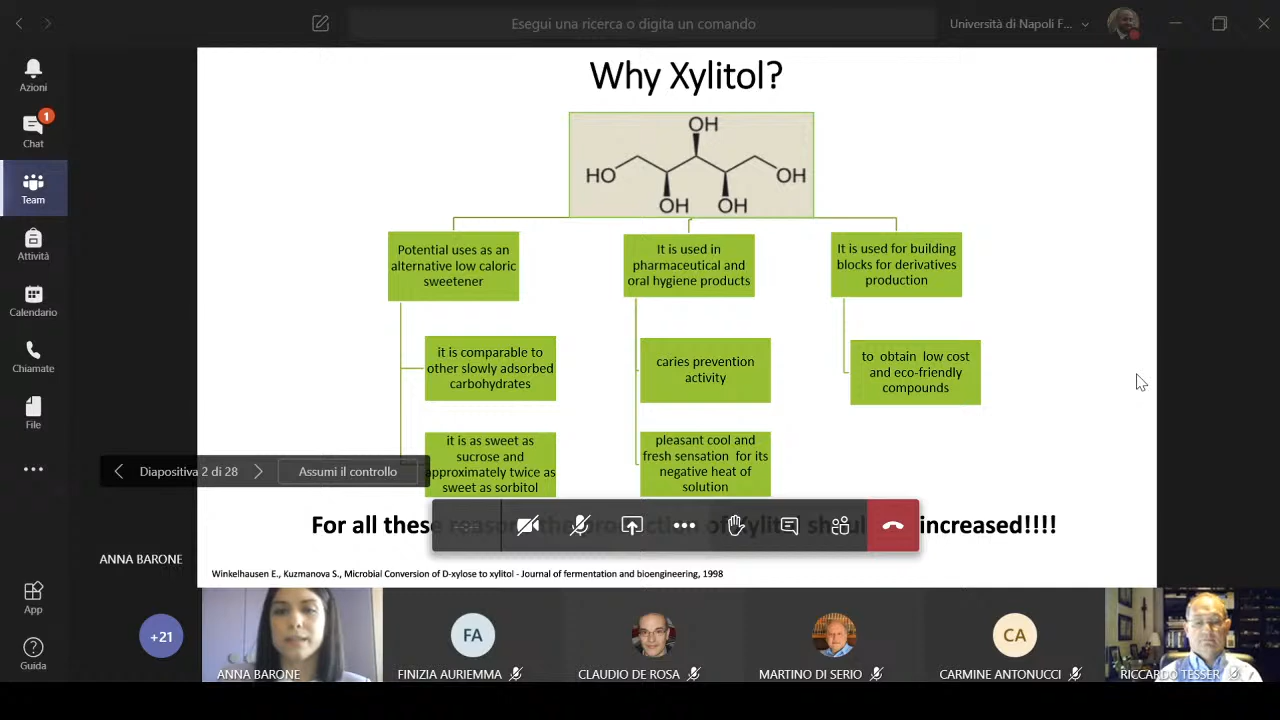 Esegui una ricerca o digita un comando
Università di Napoli F...
Azioni
1
Chat
Team
Attività
Calendario
Chiamate
File
App
Guida
Why Xylitol?
OH
HO
OH
OH
OH
Potential uses as an
alternative low caloric
sweetener
it is comparable to
other slowly adsorbed
carbohydrates
it is as sweet as
sucrose and
approximately twice as
sweet as sorbitol
It is used in
pharmaceutical and
oral hygiene products
caries prevention
activity
pleasant cool and
fresh sensation for its
negative heat of
solution
It is used for building
blocks for derivatives
production
to obtain low cost
and eco-friendly
compounds
Diapositiva 2 di 28
Assumi il controllo
For all these reasons the production of Xylitol should increased!!!!
ANNA BARONE
Winkelhausen E., Kuzmanova S., Microbial Conversion of D-xylose to xylitol - Journal of fermentation and bioengineering, 1998
+21
ANNA BARONE
FA
FINIZIA AURIEMMA
CLAUDIO DE ROSA
MARTINO DI SERIO
CA
CARMINE ANTONUCCI
RICCARDO TESSER